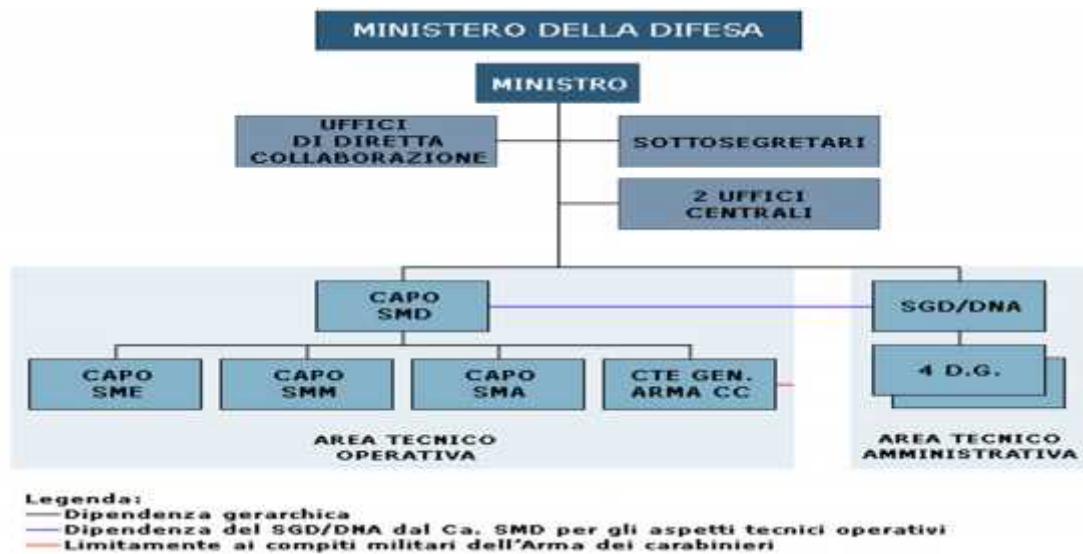 MINISTERO DELLA DIFESA
MINISTRO
UFFICI
DI DIRETTA
COLLABORAZIONE
SOTTOSEGRETARI
2 UFFICI
CENTRALI
CAPO
SMD
SGD/DNA
CAPO
SME
CAPO
SMM
CAPO
SMA
CTE GEN.
ARMA CC
4 D.G.
AREA TECNICO
OPERATIVA
AREA TECNICO
AMMINISTRATIVA
Legenda:
Dipendenza gerarchica
Dipendenza del SGD/DNA dal Ca. SMD per gli aspetti tecnici operativi
Limitamente ai compiti militari dell'Arma dei carabinieri